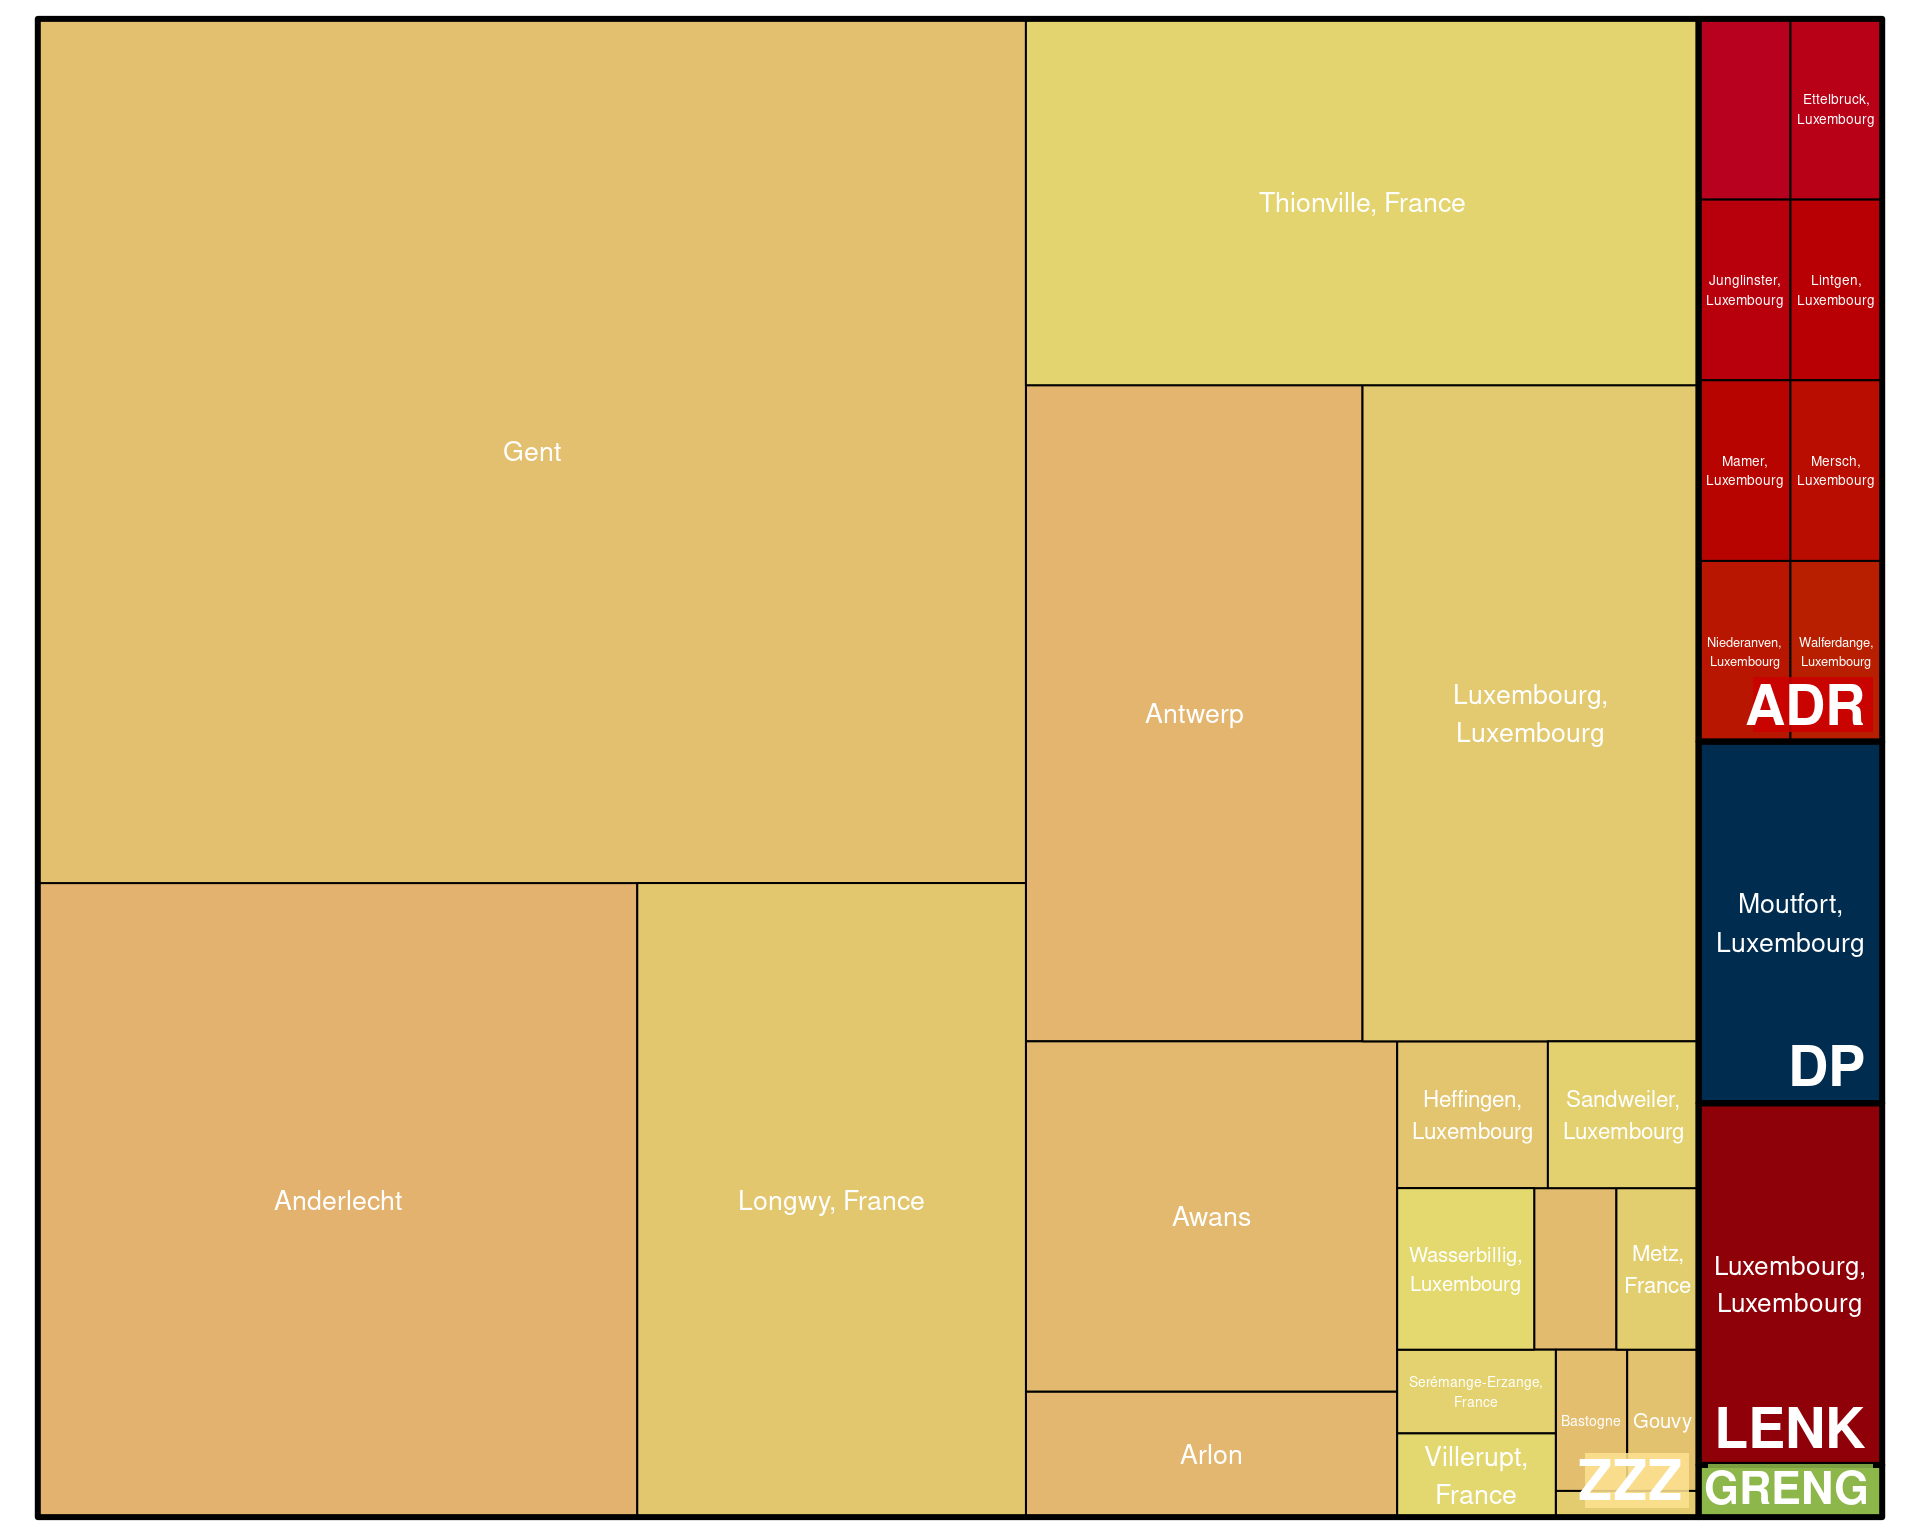 Gent
Thionville, France
Antwerp
Luxembourg,
Luxembourg
Anderlecht
Longwy, France
Awans
Arlon
Heffingen,
Luxembourg
Sandweiler,
Luxembourg
Wasserbillig,
Luxembourg
Metz,
France
Serémange-Erzange,
France
Villerupt,
France
Bastogne
Gouvy
ZZZ
Ettelbruck,
Luxembourg
Junglinster,
Luxembourg
Lintgen,
Luxembourg
Mamer,
Luxembourg
Mersch,
Luxembourg
Niederanven,
Luxembourg
Walferdange,
Luxembourg
ADR
Moutfort,
Luxembourg
DP
Luxembourg,
Luxembourg
LENK
GRENG